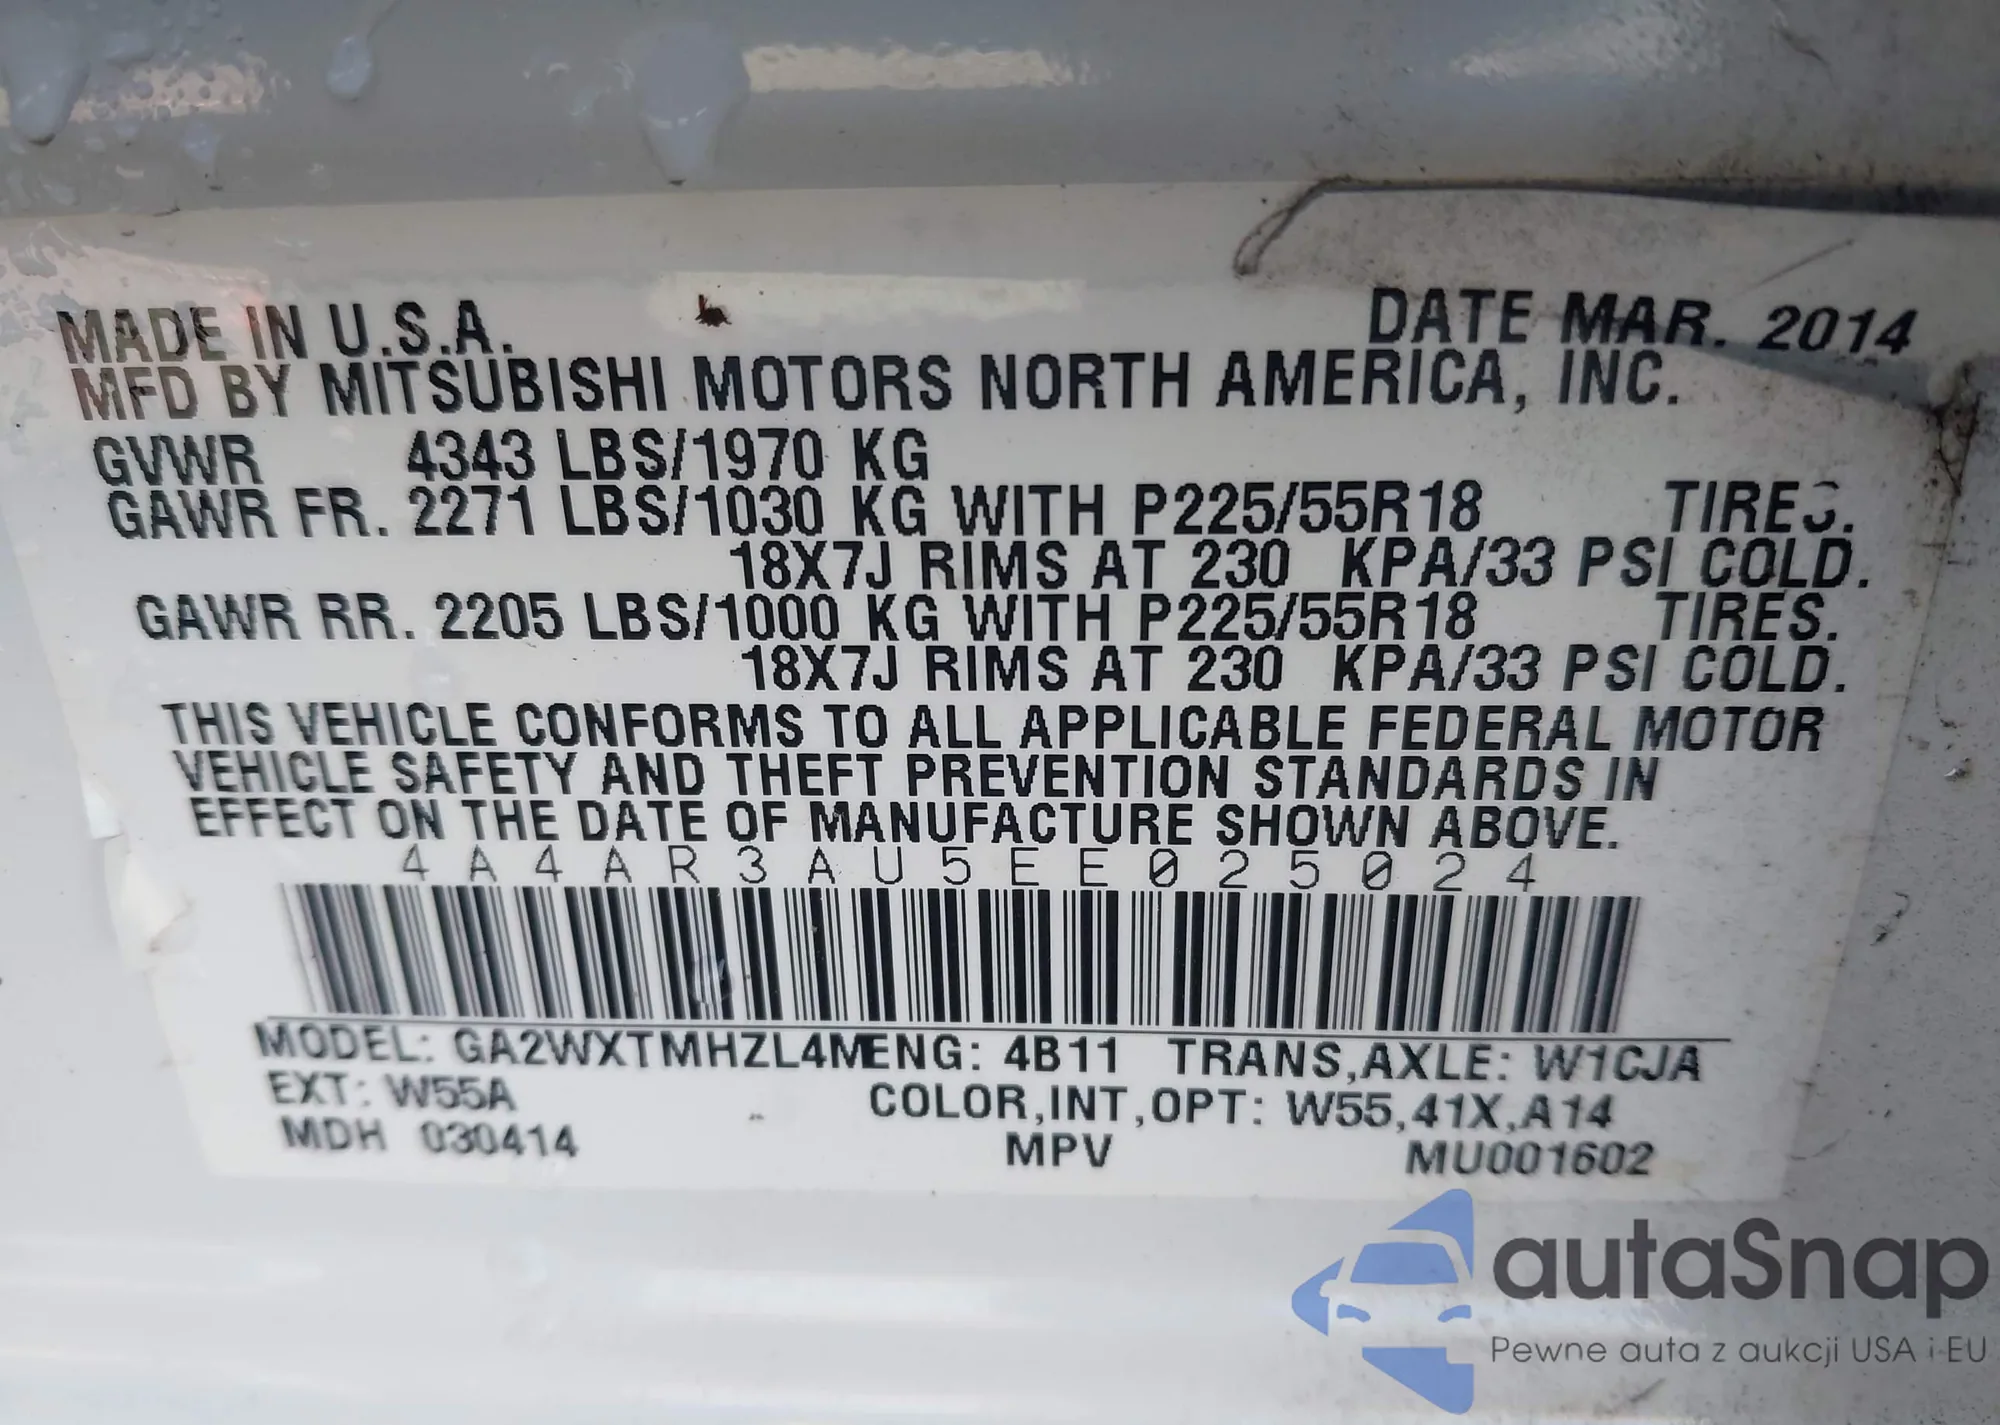 MADE IN U.S.A. DATE MAR. 2014
MFD BY MITSUBISHI MOTORS NORTH AMERICA, INC.
GVWR 4343 LBS/1970 KG
GAWR FR. 2271 LBS/1030 KG WITH P225/55R18 TIRES.
18X7J RIMS AT 230 KPA/33 PSI COLD.
GAWR RR. 2205 LBS/1000 KG WITH P225/55R18 TIRES.
18X7J RIMS AT 230 KPA/33 PSI COLD.
THIS VEHICLE CONFORMS TO ALL APPLICABLE FEDERAL MOTOR
VEHICLE SAFETY AND THEFT PREVENTION STANDARDS IN
EFFECT ON THE DATE OF MANUFACTURE SHOWN ABOVE.
4A4AR3AU5EE025024
MODEL: GA2WXTMHZL4MENG: 4B11 TRANS,AXLE: W1CJA
EXT: W55A COLOR,INT,OPT: W55,41X,A14
MDH 030414 MPV MU001602
autaSnap
Pewne auta z aukcji USA i EU